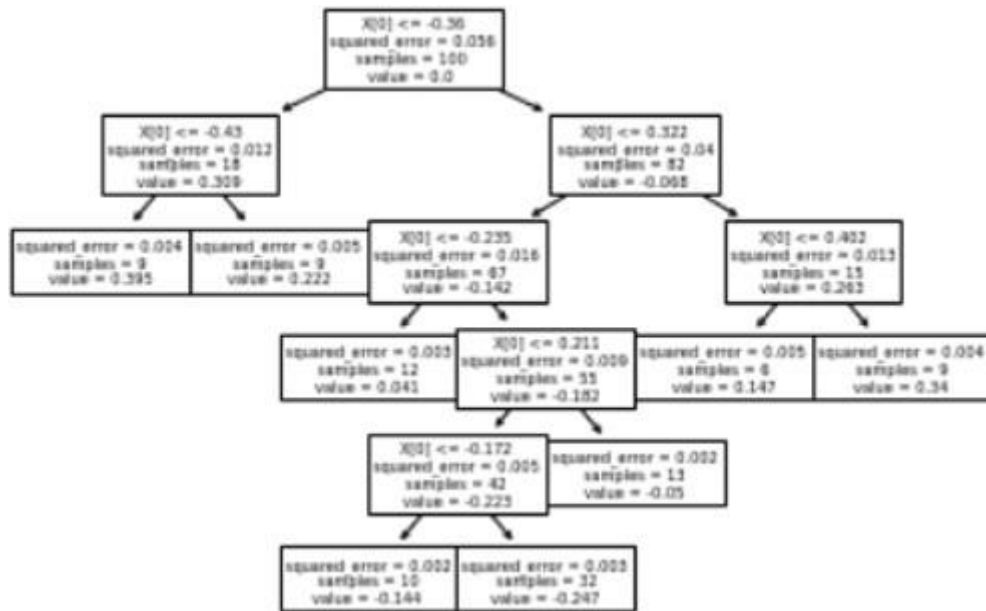 X[0] <= -0.36
squared_error = 0.056
samples = 100
value = 0.0
X[0] <= -0.43
squared_error = 0.012
samples = 18
value = 0.309
X[0] <= 0.322
squared_error = 0.04
samples = 82
value = -0.068
squared_error = 0.004
samples = 9
value = 0.395
squared_error = 0.005
samples = 9
value = 0.222
X[0] <= -0.235
squared_error = 0.016
samples = 67
value = -0.142
X[0] <= 0.402
squared_error = 0.013
samples = 15
value = 0.263
squared_error = 0.003
samples = 12
value = 0.041
X[0] <= 0.211
squared_error = 0.009
samples = 55
value = -0.182
squared_error = 0.005
samples = 6
value = 0.147
squared_error = 0.004
samples = 9
value = 0.34
X[0] <= -0.172
squared_error = 0.005
samples = 42
value = -0.223
squared_error = 0.002
samples = 13
value = -0.05
squared_error = 0.002
samples = 10
value = -0.144
squared_error = 0.003
samples = 32
value = -0.247